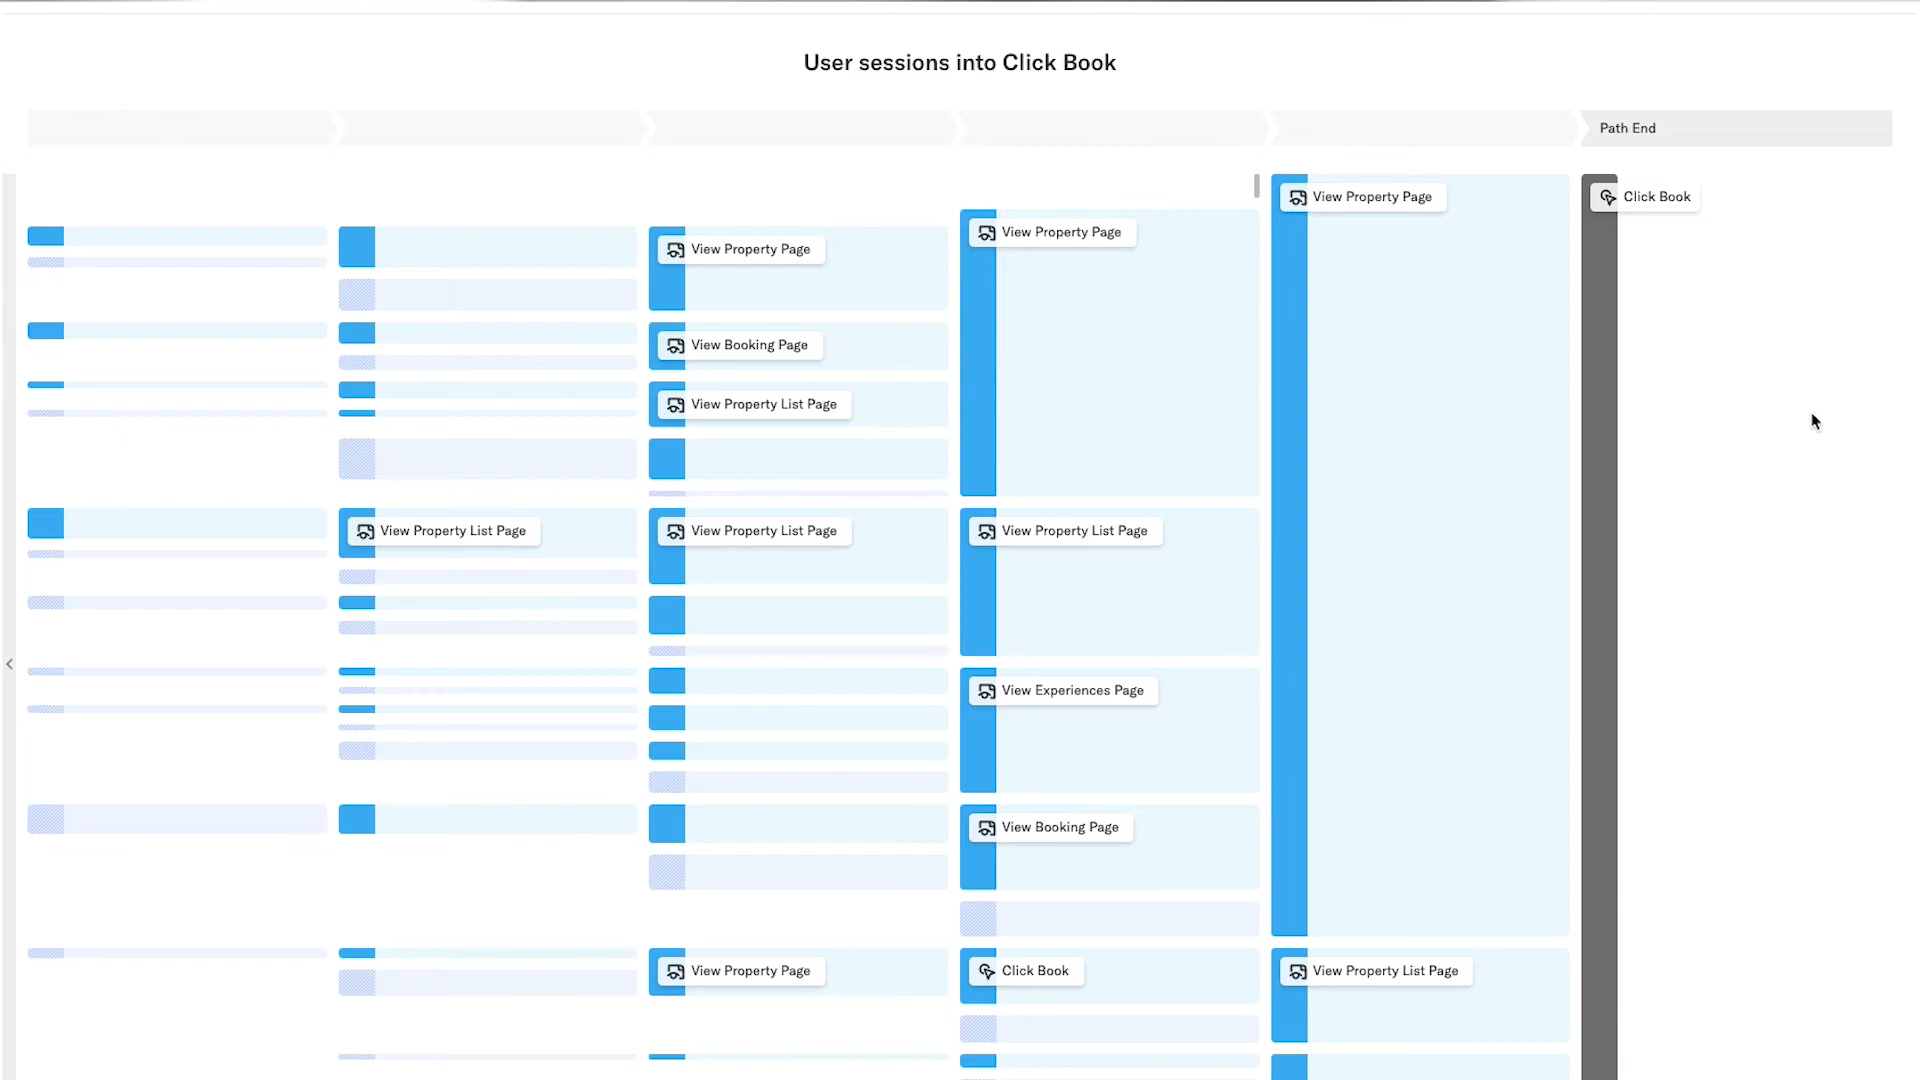 User sessions into Click Book
Path End
View Property Page
Click Book
View Property Page
View Property Page
View Booking Page
View Property List Page
View Property List Page
View Property List Page
View Property List Page
View Experiences Page
View Booking Page
View Property Page
Click Book
View Property List Page